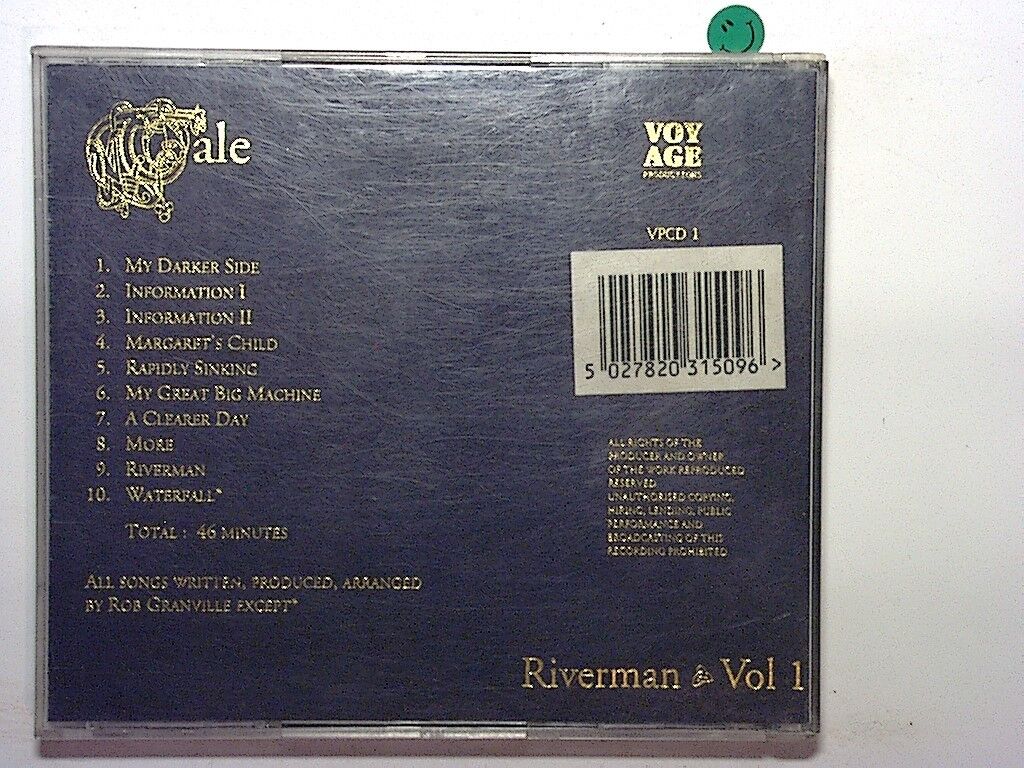 Tale
VOY
AGE
PRODUCTIONS
VPCD 1
1. MY DARKER SIDE
2. INFORMATION I
3. INFORMATION II
4. MARGARET'S CHILD
5. RAPIDLY SINKING
6. MY GREAT BIG MACHINE
7. A CLEARER DAY
8. MORE
9. RIVERMAN
10. WATERFALL*
TOTAL : 46 MINUTES
ALL SONGS WRITTEN, PRODUCED, ARRANGED
BY ROB GRANVILLE EXCEPT*
5 027820 315096 >
ALL RIGHTS OF THE
PRODUCER AND OWNER
OF THE WORK REPRODUCED
RESERVED
UNAUTHORISED COPYING,
HIRING, LENDING, PUBLIC
PERFORMANCE AND
BROADCASTING OF THIS
RECORDING PROHIBITED
Riverman Vol 1